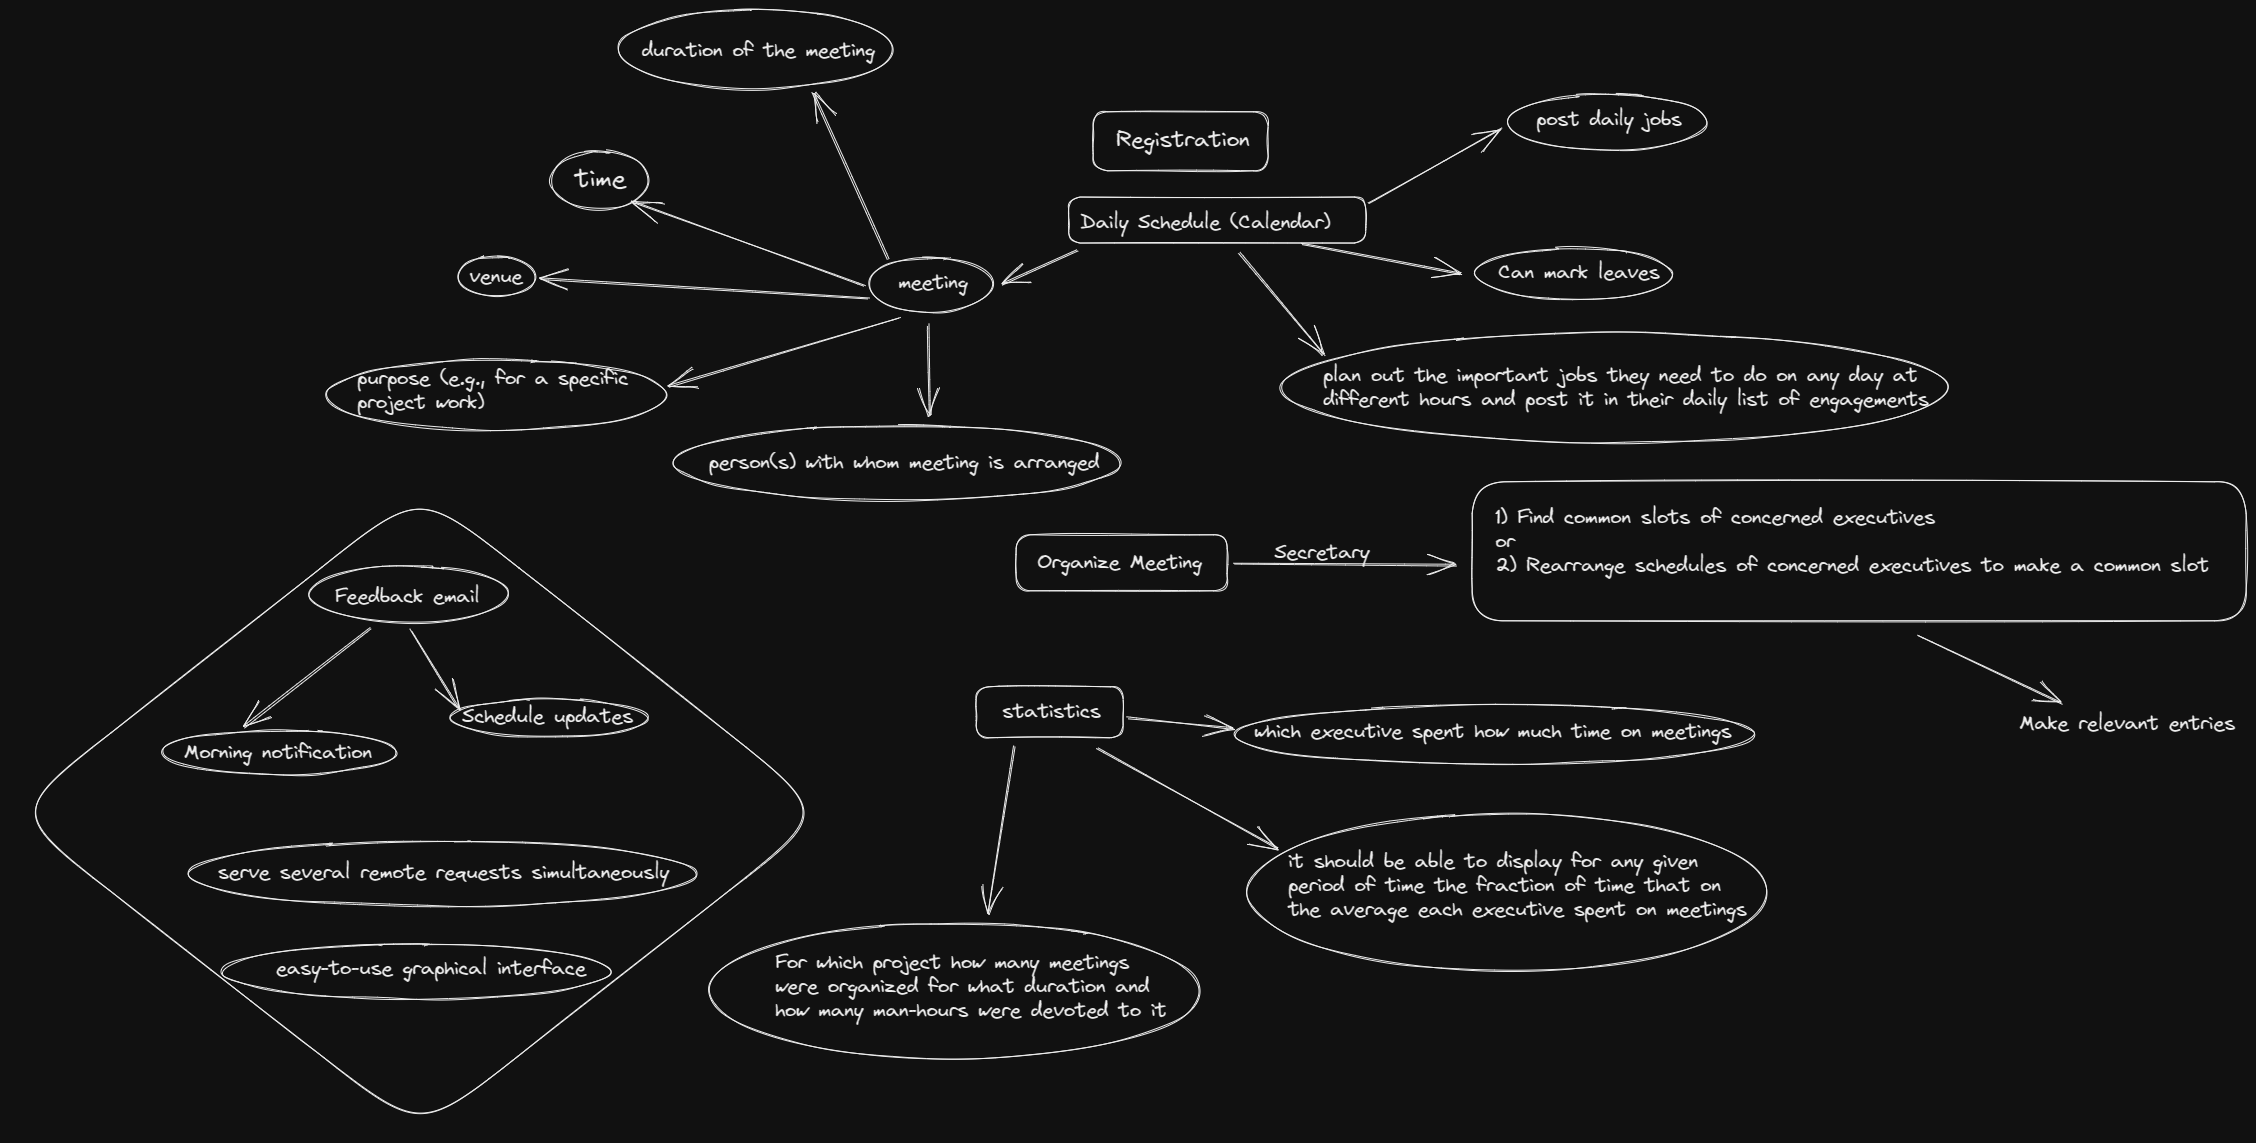 duration of the meeting
Registration
post daily jobs
time
Daily Schedule (Calendar)
venue
meeting
Can mark leaves
purpose (e.g., for a specific
project work)
plan out the important jobs they need to do on any day at
different hours and post it in their daily list of engagements
person(s) with whom meeting is arranged
Organize Meeting
Secretary
1) Find common slots of concerned executives
or
2) Rearrange schedules of concerned executives to make a common slot
Make relevant entries
Feedback email
Schedule updates
Morning notification
serve several remote requests simultaneously
easy-to-use graphical interface
statistics
which executive spent how much time on meetings
it should be able to display for any given
period of time the fraction of time that on
the average each executive spent on meetings
For which project how many meetings
were organized for what duration and
how many man-hours were devoted to it